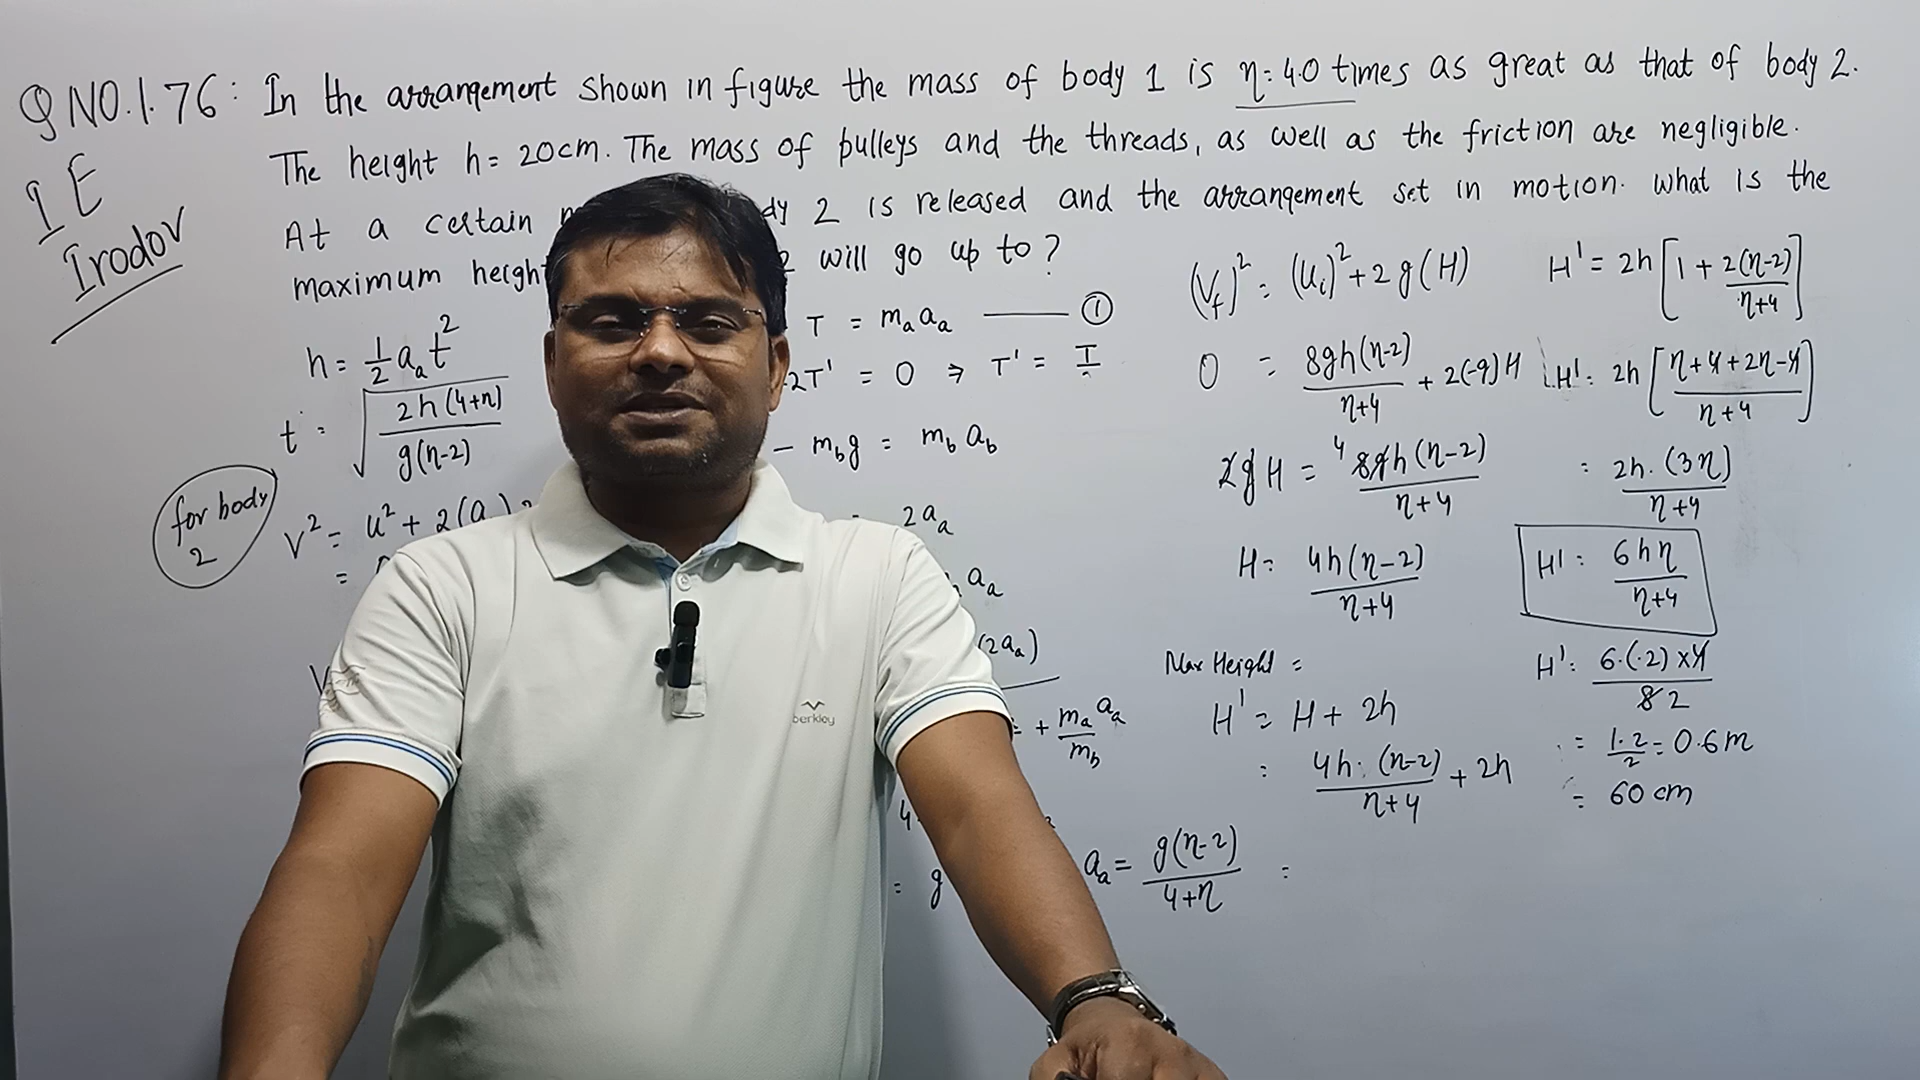 Q NO.1.76: In the arrangement shown in figure the mass of body 1 is η=4.0 times as great as that of body 2.
The height h= 20cm. The mass of pulleys and the threads, as well as the friction are negligible.
At a certain dy 2 is released and the arrangement set in motion. What is the
maximum height 2 will go up to?
I E
Irodov
h = 1/2 aₐt²
t = √(2h(4+η)/g(η-2))
for body
2
v² = u² + 2(a
=
T = mₐaₐ —— ①
-2T' = 0 ⇒ T' = T
- m_b g = m_b a_b
2aₐ
aₐ
(2aₐ)
+ mₐaₐ/m_b
= g
aₐ = g(η-2)/4+η =
(V_f)² = (u_i)² + 2g(H)
0 = 8gh(η-2)/η+4 + 2(-g)H
2gH = 4 8gh(η-2)/η+4
H = 4h(η-2)/η+4
Max Height =
H' = H + 2h
= 4h.(η-2)/η+4 + 2h
H' = 2h[1 + 2(η-2)/η+4]
H' = 2h[η+4+2η-4/η+4]
= 2h.(3η)/η+4
H' = 6hη/η+4
H' = 6.(.2)×4/8 2
= 1.2/2 = 0.6m
= 60 cm
berkley